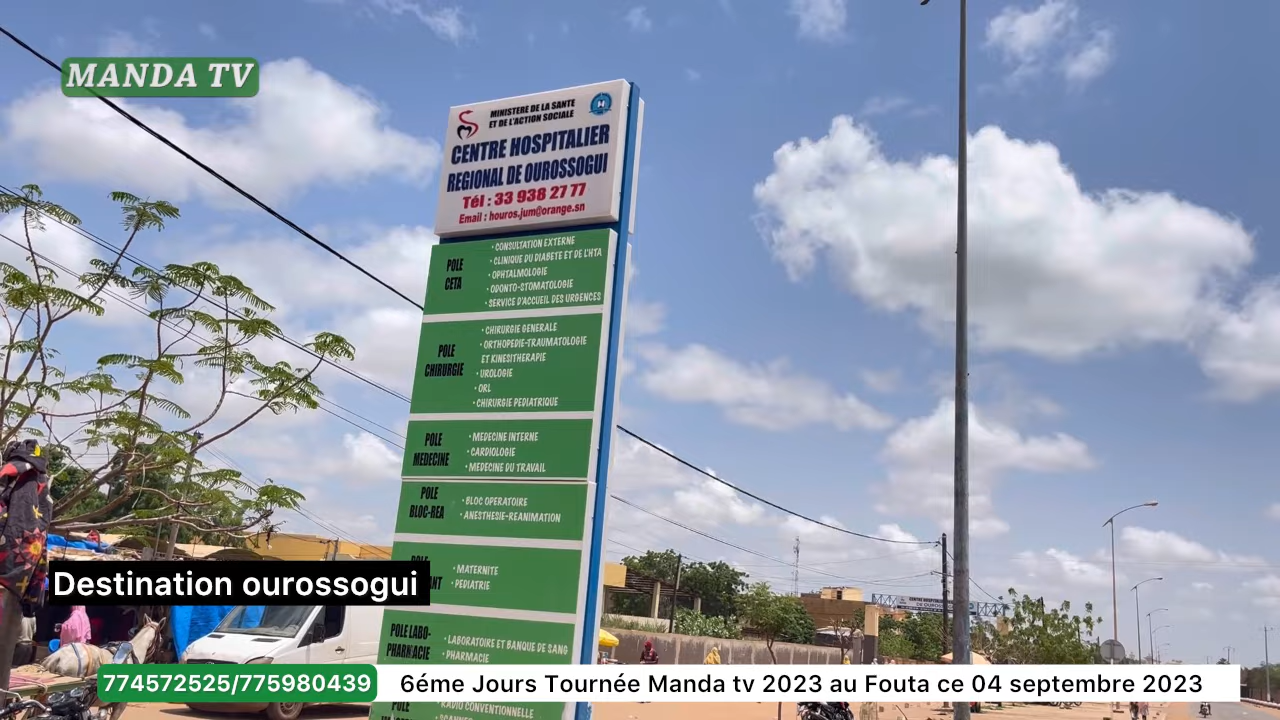 MANDA TV
MINISTERE DE LA SANTE
ET DE L'ACTION SOCIALE
CENTRE HOSPITALIER
REGIONAL DE OUROSSOGUI
Tél : 33 938 27 77
Email : houros.jum@orange.sn
POLE
CETA
• CONSULTATION EXTERNE
• CLINIQUE DU DIABETE ET DE L'HTA
• OPHTALMOLOGIE
• ODONTO-STOMATOLOGIE
• SERVICE D'ACCUEIL DES URGENCES
POLE
CHIRURGIE
• CHIRURGIE GENERALE
• ORTHOPEDIE-TRAUMATOLOGIE
ET KINESITHERAPIE
• UROLOGIE
• ORL
• CHIRURGIE PEDIATRIQUE
POLE
MEDECINE
• MEDECINE INTERNE
• CARDIOLOGIE
• MEDECINE DU TRAVAIL
POLE
BLOC-REA
• BLOC OPERATOIRE
• ANESTHESIE-REANIMATION
• MATERNITE
• PEDIATRIE
Destination ourossogui
POLE LABO-
PHARMACIE
• LABORATOIRE ET BANQUE DE SANG
• PHARMACIE
POLE
• RADIO CONVENTIONNELLE
CENTRE HOSPITALIER
774572525/775980439
6éme Jours Tournée Manda tv 2023 au Fouta ce 04 septembre 2023